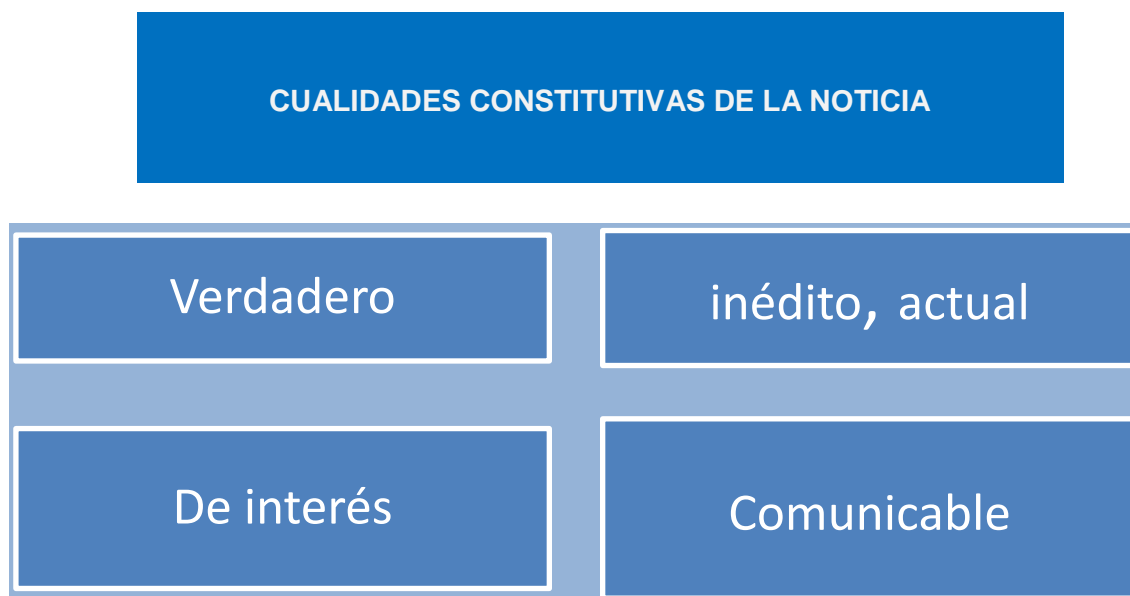 CUALIDADES CONSTITUTIVAS DE LA NOTICIA
Verdadero
inédito, actual
De interés
Comunicable